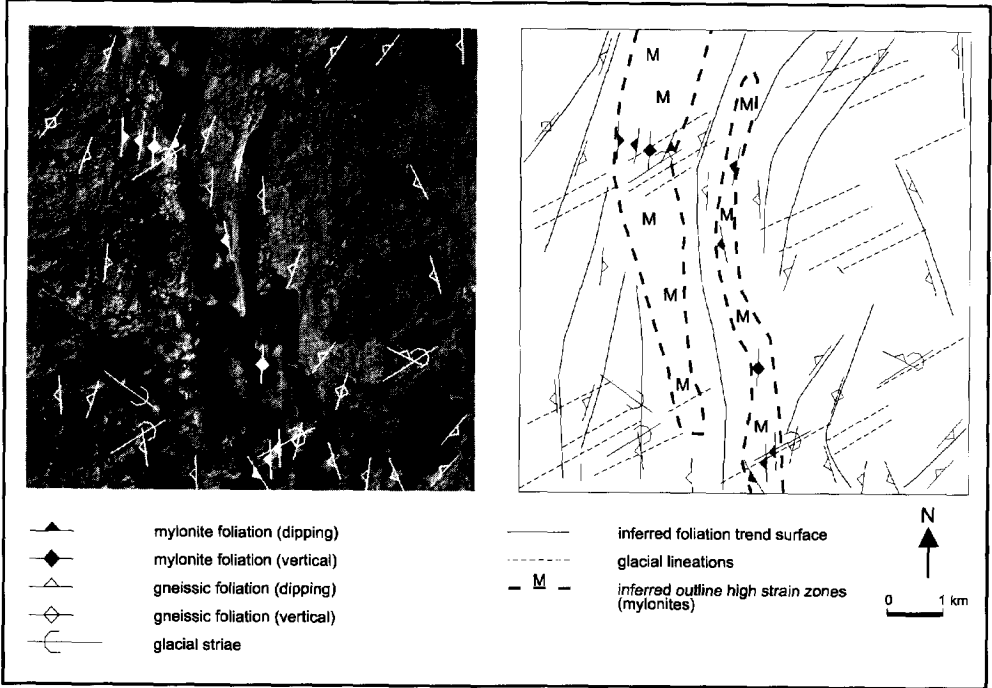 M
M
M
M
M
M
M
M
M
M
mylonite foliation (dipping)
mylonite foliation (vertical)
gneissic foliation (dipping)
gneissic foliation (vertical)
glacial striae
inferred foliation trend surface
glacial lineations
M inferred outline high strain zones
(mylonites)
N
0 1 km